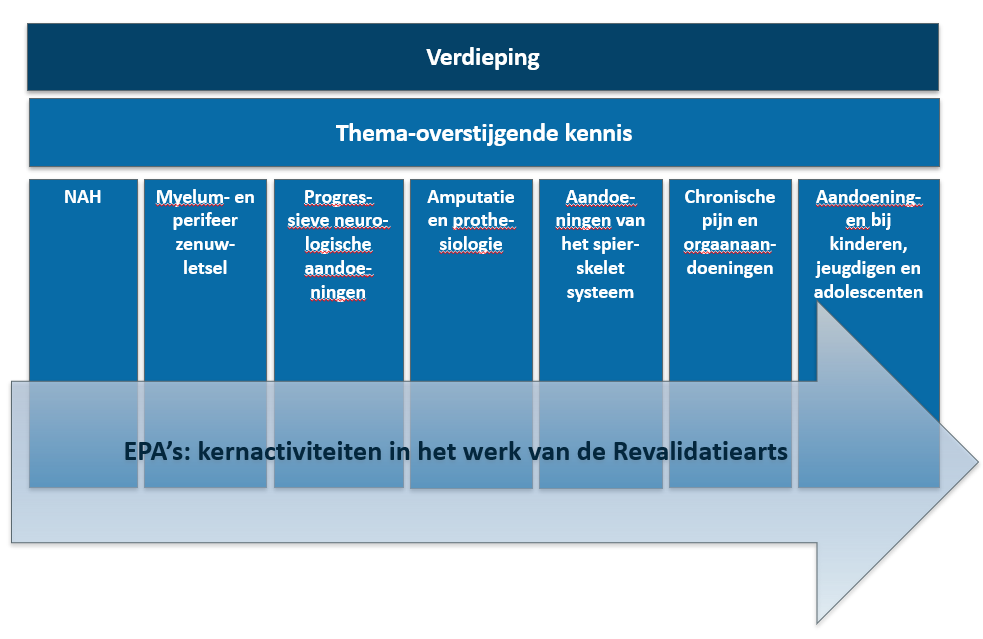 Verdieping
Thema-overstijgende kennis
NAH
Myelum- en
perifeer
zenuw-
letsel
Progres-
sieve neuro-
logische
aandoe-
ningen
Amputatie
en prothe-
siologie
Aandoe-
ningen van
het spier-
skelet
systeem
Chronische
pijn en
orgaanaan-
doeningen
Aandoening-
en bij
kinderen,
jeugdigen en
adolescenten
EPA’s: kernactiviteiten in het werk van de Revalidatiearts